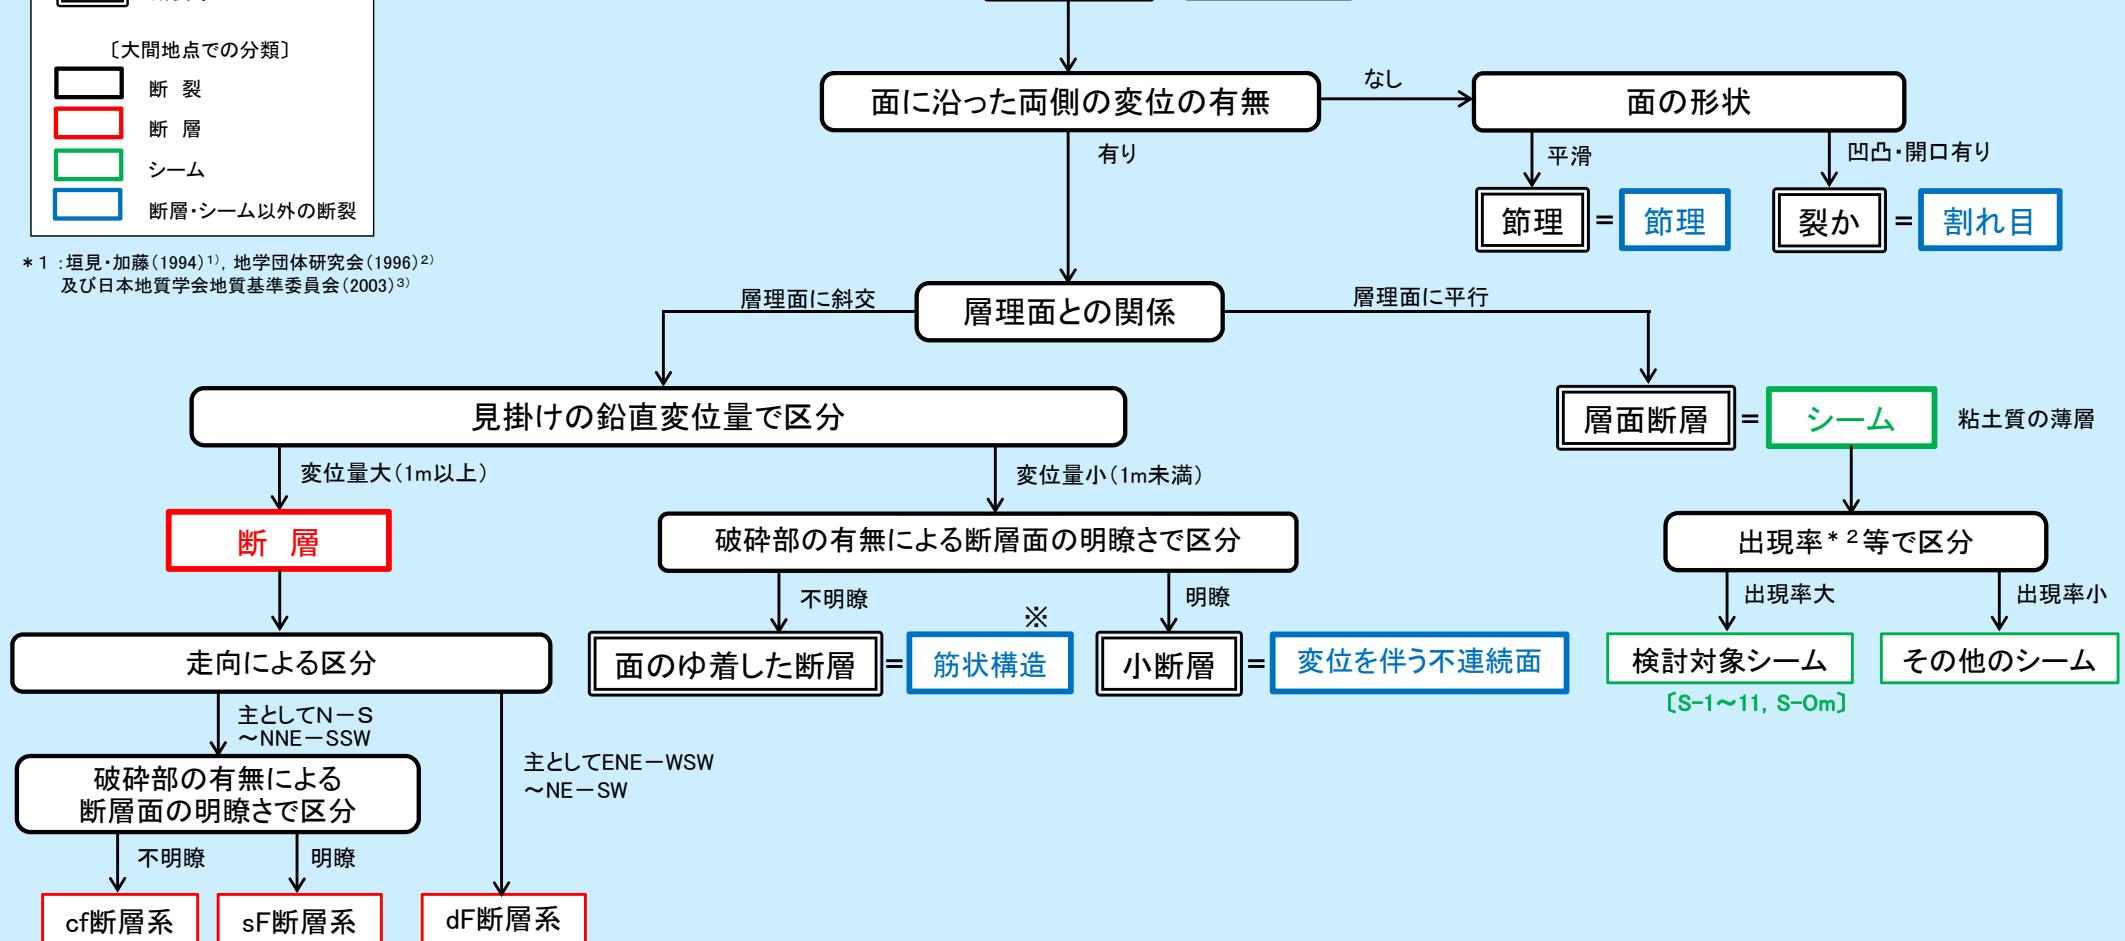 〔大間地点での分類〕
断 裂
断 層
シーム
断層・シーム以外の断裂
*1:垣見・加藤(1994)1),地学団体研究会(1996)2)
及び日本地質学会地質基準委員会(2003)3)
面に沿った両側の変位の有無
なし
面の形状
有り
平滑
凹凸・開口有り
節理
=
節理
裂か
=
割れ目
層理面に斜交
層理面との関係
層理面に平行
見掛けの鉛直変位量で区分
層面断層
=
シーム
粘土質の薄層
変位量大(1m以上)
変位量小(1m未満)
断 層
破砕部の有無による断層面の明瞭さで区分
出現率*2等で区分
不明瞭
※
明瞭
出現率大
出現率小
走向による区分
面のゆ着した断層
=
筋状構造
小断層
=
変位を伴う不連続面
検討対象シーム
その他のシーム
〔S-1~11, S-Om〕
主としてN-S
~NNE-SSW
主としてENE-WSW
~NE-SW
破砕部の有無による
断層面の明瞭さで区分
不明瞭
明瞭
cf断層系
sF断層系
dF断層系